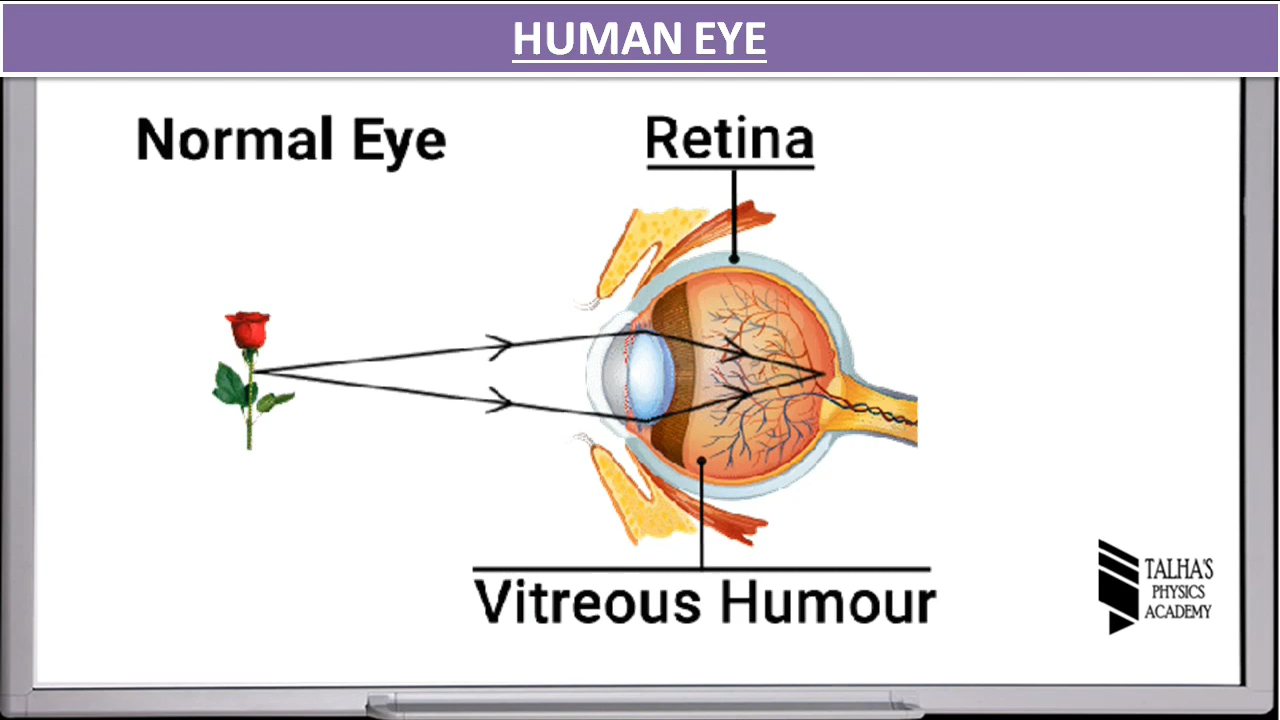 HUMAN EYE
Normal Eye
Retina
Vitreous Humour
TALHA'S
PHYSICS
ACADEMY